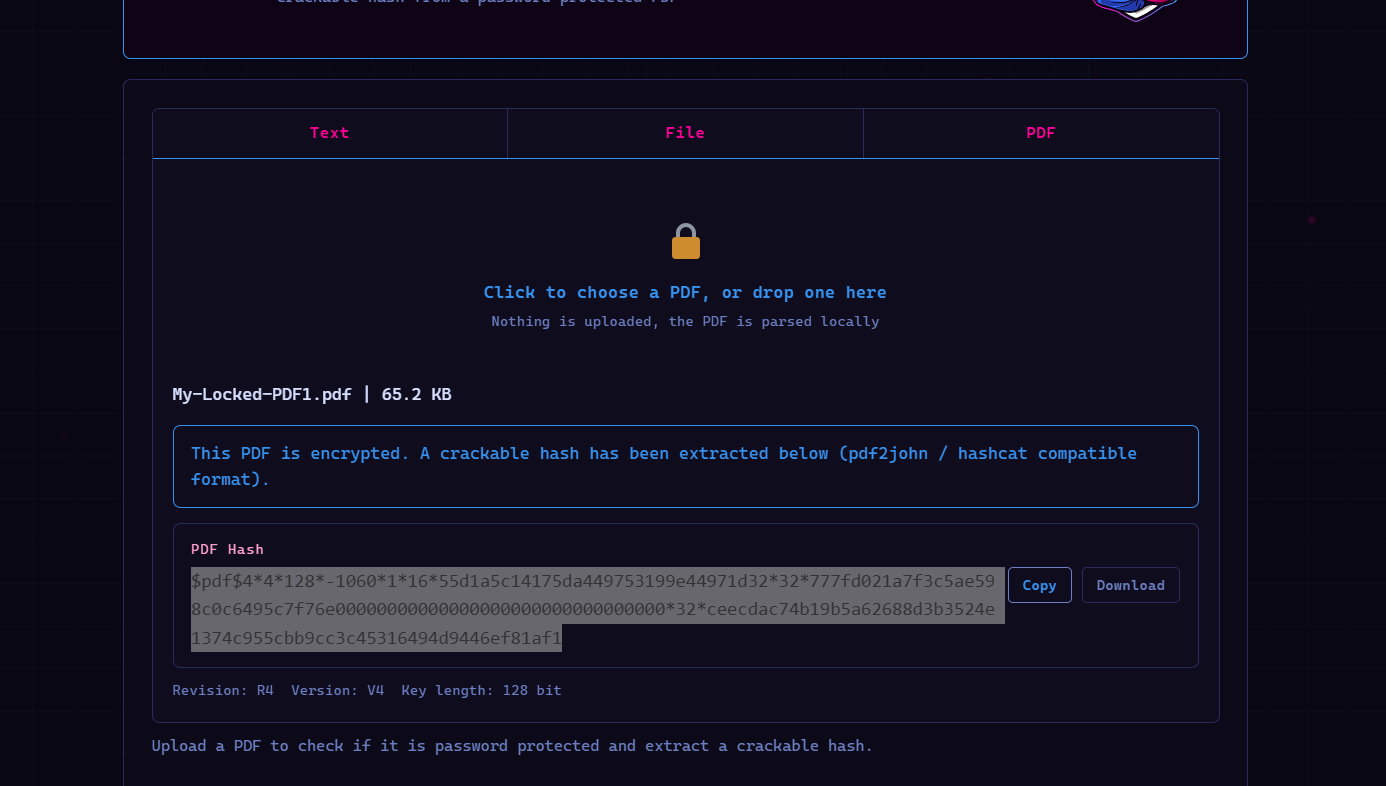 Text
File
PDF
Click to choose a PDF, or drop one here
Nothing is uploaded, the PDF is parsed locally
My-Locked-PDF1.pdf | 65.2 KB
This PDF is encrypted. A crackable hash has been extracted below (pdf2john / hashcat compatible
format).
PDF Hash
$pdf$4*4*128*-1060*1*16*55d1a5c14175da449753199e44971d32*32*777fd021a7f3c5ae59
8c0c6495c7f76e00000000000000000000000000000000*32*ceecdac74b19b5a62688d3b3524e
1374c955cbb9cc3c45316494d9446ef81af1
Copy
Download
Revision: R4 Version: V4 Key length: 128 bit
Upload a PDF to check if it is password protected and extract a crackable hash.